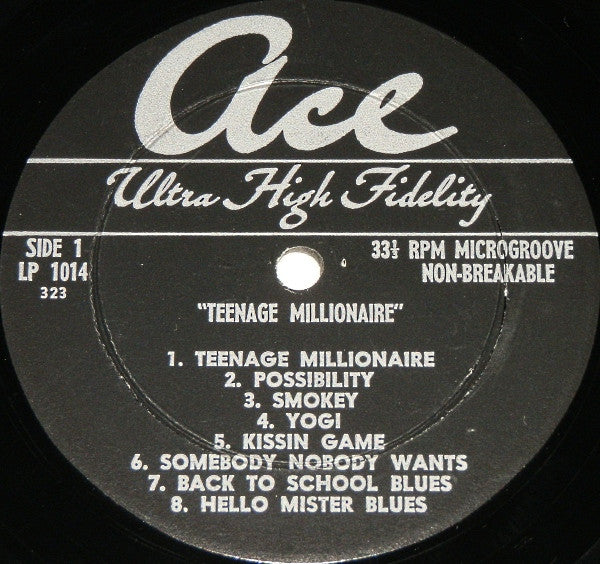 Ace
Ultra High Fidelity
SIDE 1
LP 1014
323
33⅓ RPM MICROGROOVE
NON-BREAKABLE
"TEENAGE MILLIONAIRE"
1. TEENAGE MILLIONAIRE
2. POSSIBILITY
3. SMOKEY
4. YOGI
5. KISSIN GAME
6. SOMEBODY NOBODY WANTS
7. BACK TO SCHOOL BLUES
8. HELLO MISTER BLUES